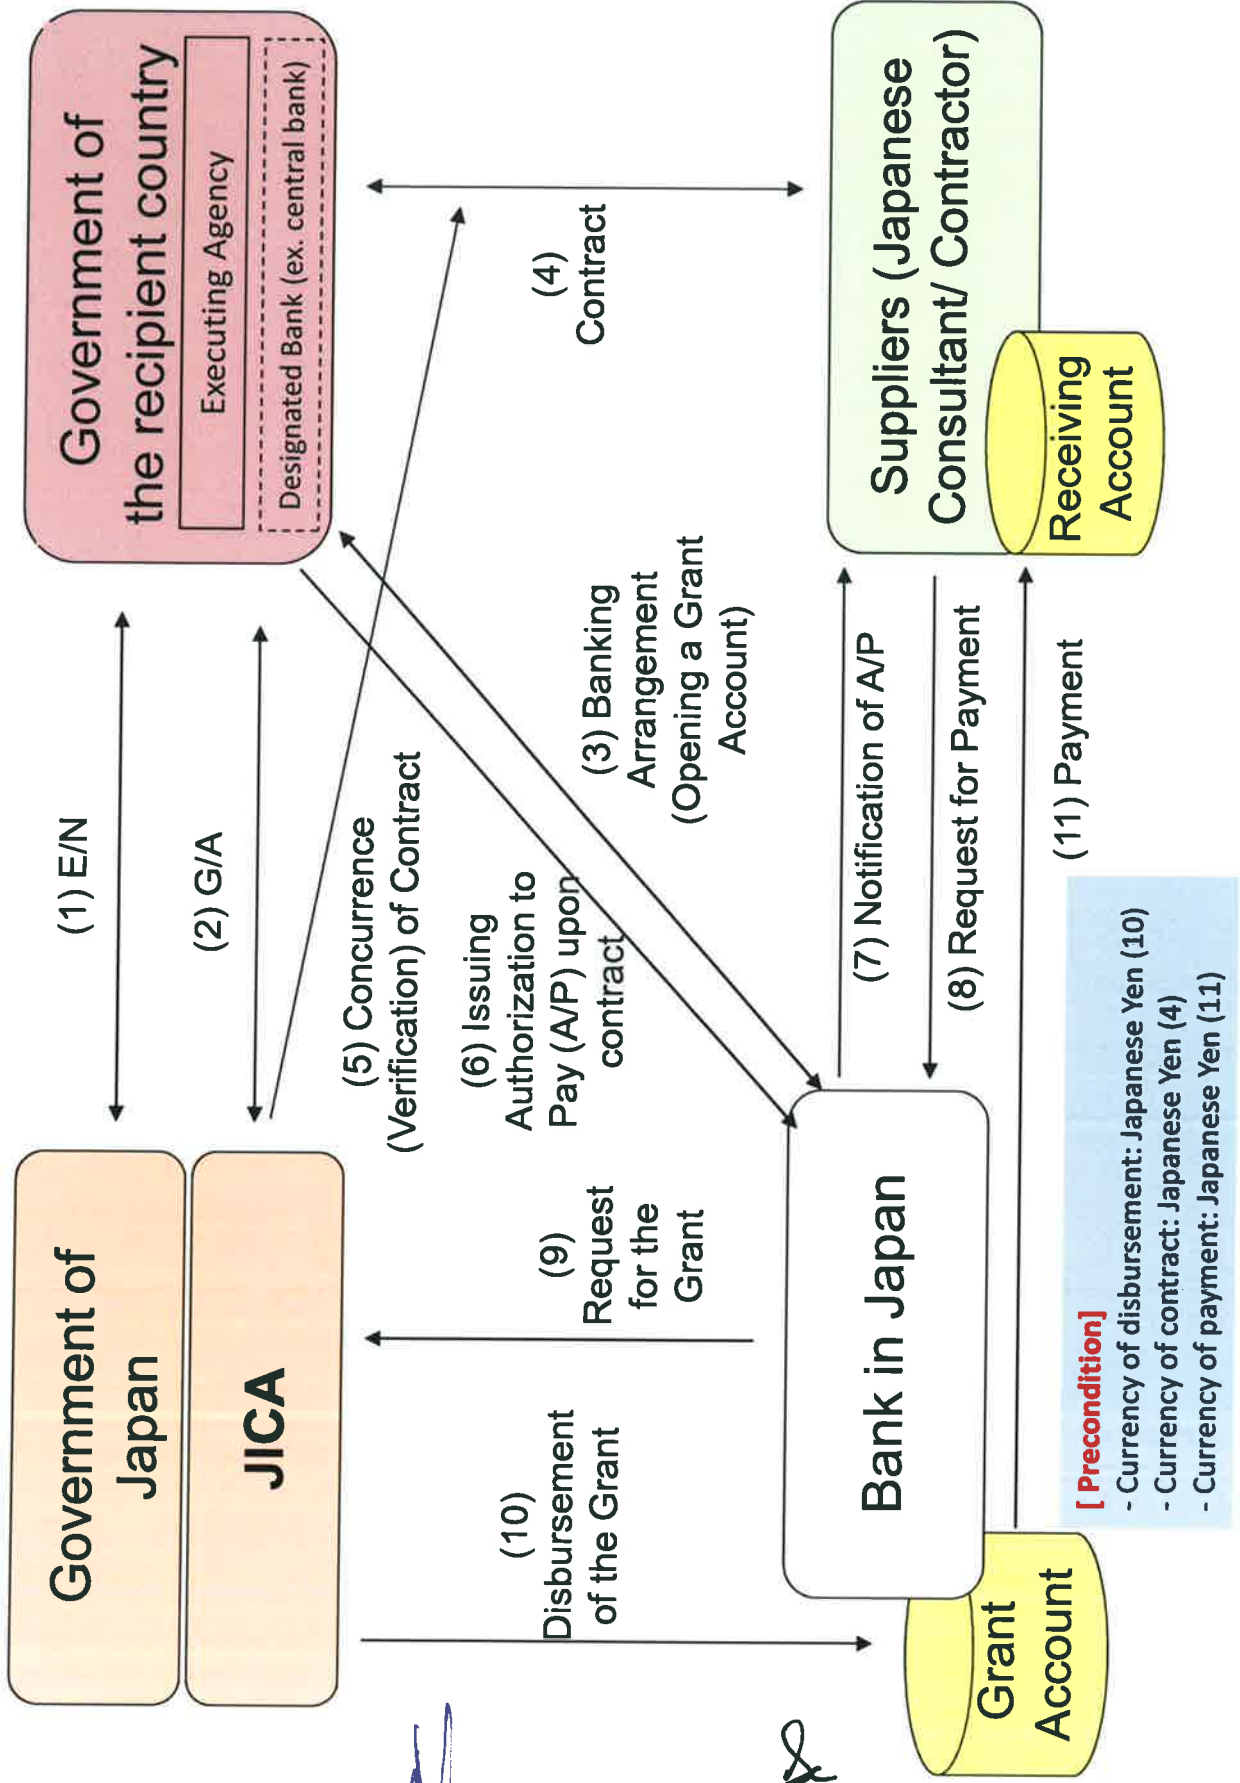 Government of
Japan
JICA
(1) E/N
(2) G/A
Government of
the recipient country
Executing Agency
Designated Bank (ex. central bank)
(5) Concurrence
(Verification) of Contract
(6) Issuing
Authorization to
Pay (A/P) upon
contract
(3) Banking
Arrangement
(Opening a Grant
Account)
(4)
Contract
(9)
Request
for the
Grant
(10)
Disbursement
of the Grant
Bank in Japan
Grant
Account
(7) Notification of A/P
(8) Request for Payment
(11) Payment
Suppliers (Japanese
Consultant/ Contractor)
Receiving
Account
[ Precondition]
- Currency of disbursement: Japanese Yen (10)
- Currency of contract: Japanese Yen (4)
- Currency of payment: Japanese Yen (11)